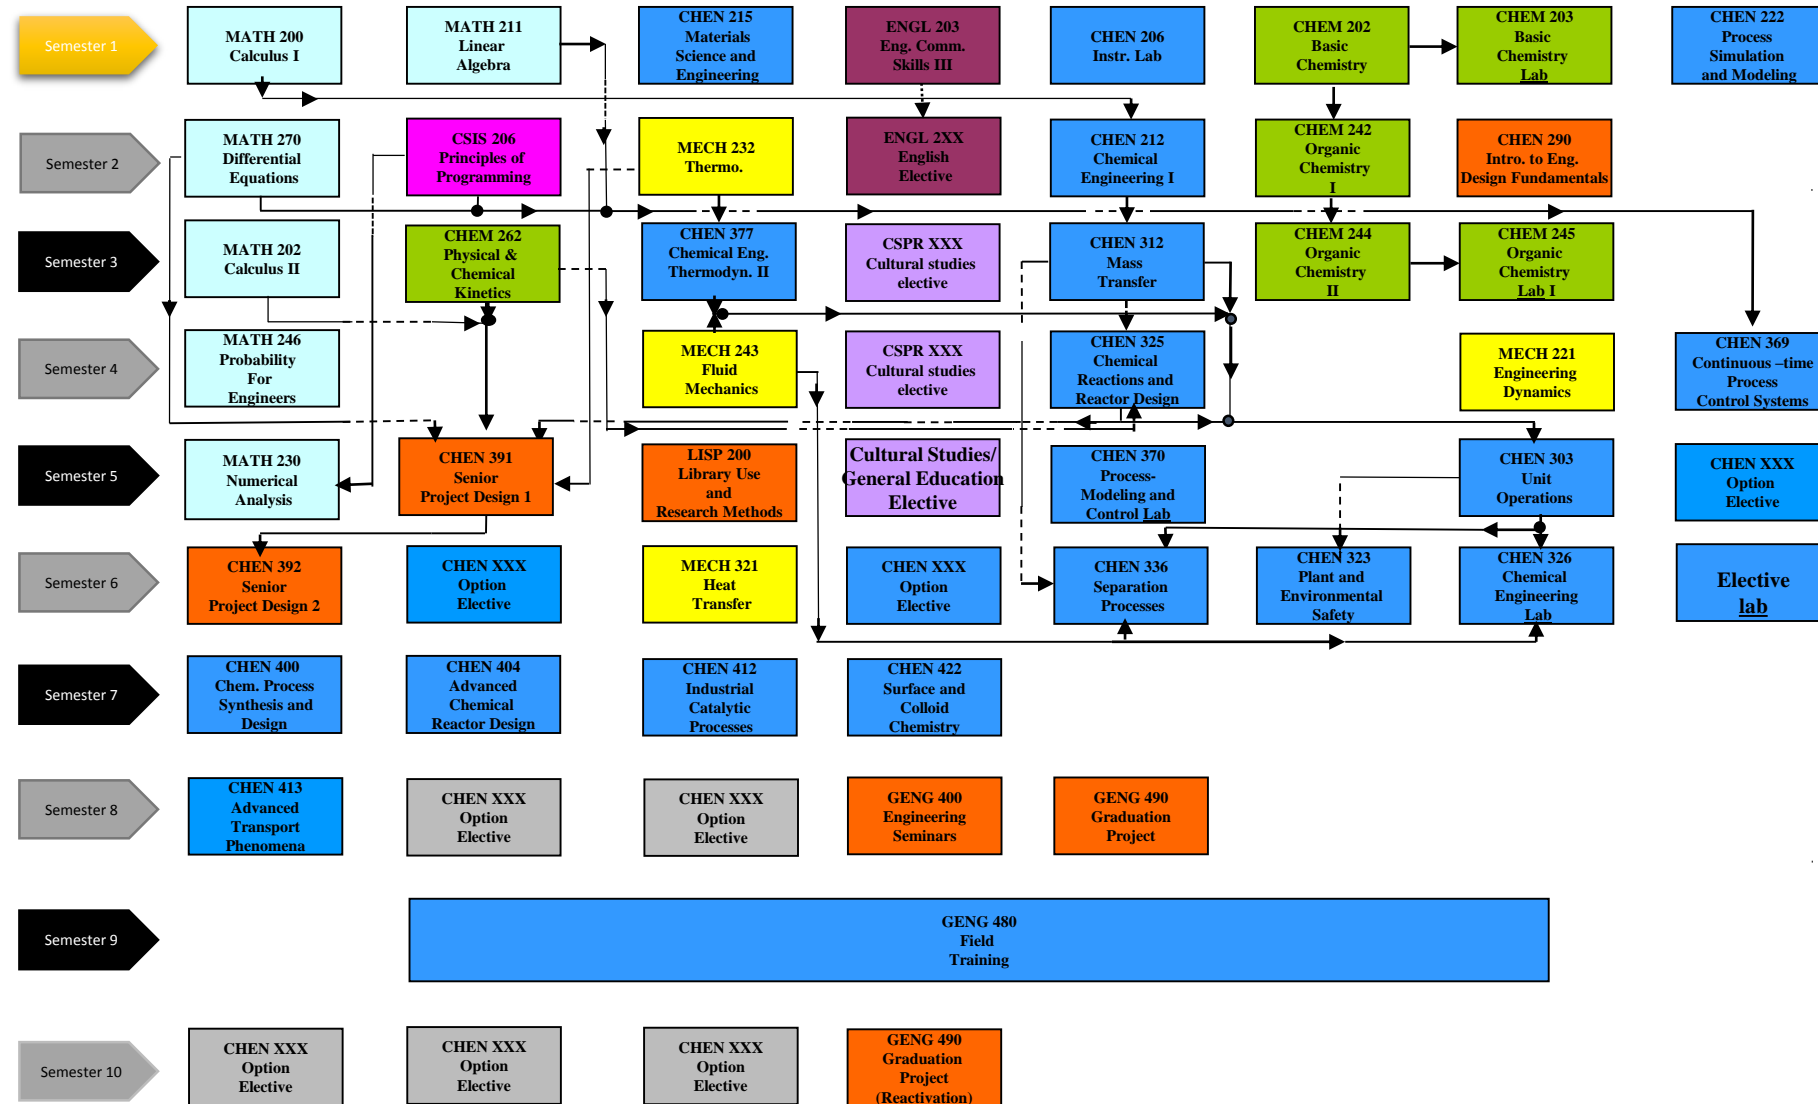 Semester 1
MATH 200
Calculus I
MATH 211
Linear
Algebra
CHEN 215
Materials
Science and
Engineering
ENGL 203
Eng. Comm.
Skills III
CHEN 206
Instr. Lab
CHEM 202
Basic
Chemistry
CHEM 203
Basic
Chemistry
Lab
CHEN 222
Process
Simulation
and Modeling
Semester 2
MATH 270
Differential
Equations
CSIS 206
Principles of
Programming
MECH 232
Thermo.
ENGL 2XX
English
Elective
CHEN 212
Chemical
Engineering I
CHEM 242
Organic
Chemistry
I
CHEN 290
Intro. to Eng.
Design Fundamentals
Semester 3
MATH 202
Calculus II
CHEM 262
Physical &
Chemical
Kinetics
CHEN 377
Chemical Eng.
Thermodyn. II
CSPR XXX
Cultural studies
elective
CHEN 312
Mass
Transfer
CHEM 244
Organic
Chemistry
II
CHEM 245
Organic
Chemistry
Lab I
Semester 4
MATH 246
Probability
For
Engineers
MECH 243
Fluid
Mechanics
CSPR XXX
Cultural studies
elective
CHEN 325
Chemical
Reactions and
Reactor Design
MECH 221
Engineering
Dynamics
CHEN 369
Continuous –time
Process
Control Systems
Semester 5
MATH 230
Numerical
Analysis
CHEN 391
Senior
Project Design 1
LISP 200
Library Use
and
Research Methods
Cultural Studies/
General Education
Elective
CHEN 370
Process-
Modeling and
Control Lab
CHEN 303
Unit
Operations
CHEN XXX
Option
Elective
Semester 6
CHEN 392
Senior
Project Design 2
CHEN XXX
Option
Elective
MECH 321
Heat
Transfer
CHEN XXX
Option
Elective
CHEN 336
Separation
Processes
CHEN 323
Plant and
Environmental
Safety
CHEN 326
Chemical
Engineering
Lab
Elective
lab
Semester 7
CHEN 400
Chem. Process
Synthesis and
Design
CHEN 404
Advanced
Chemical
Reactor Design
CHEN 412
Industrial
Catalytic
Processes
CHEN 422
Surface and
Colloid
Chemistry
Semester 8
CHEN 413
Advanced
Transport
Phenomena
CHEN XXX
Option
Elective
CHEN XXX
Option
Elective
GENG 400
Engineering
Seminars
GENG 490
Graduation
Project
Semester 9
GENG 480
Field
Training
Semester 10
CHEN XXX
Option
Elective
CHEN XXX
Option
Elective
CHEN XXX
Option
Elective
GENG 490
Graduation
Project
(Reactivation)